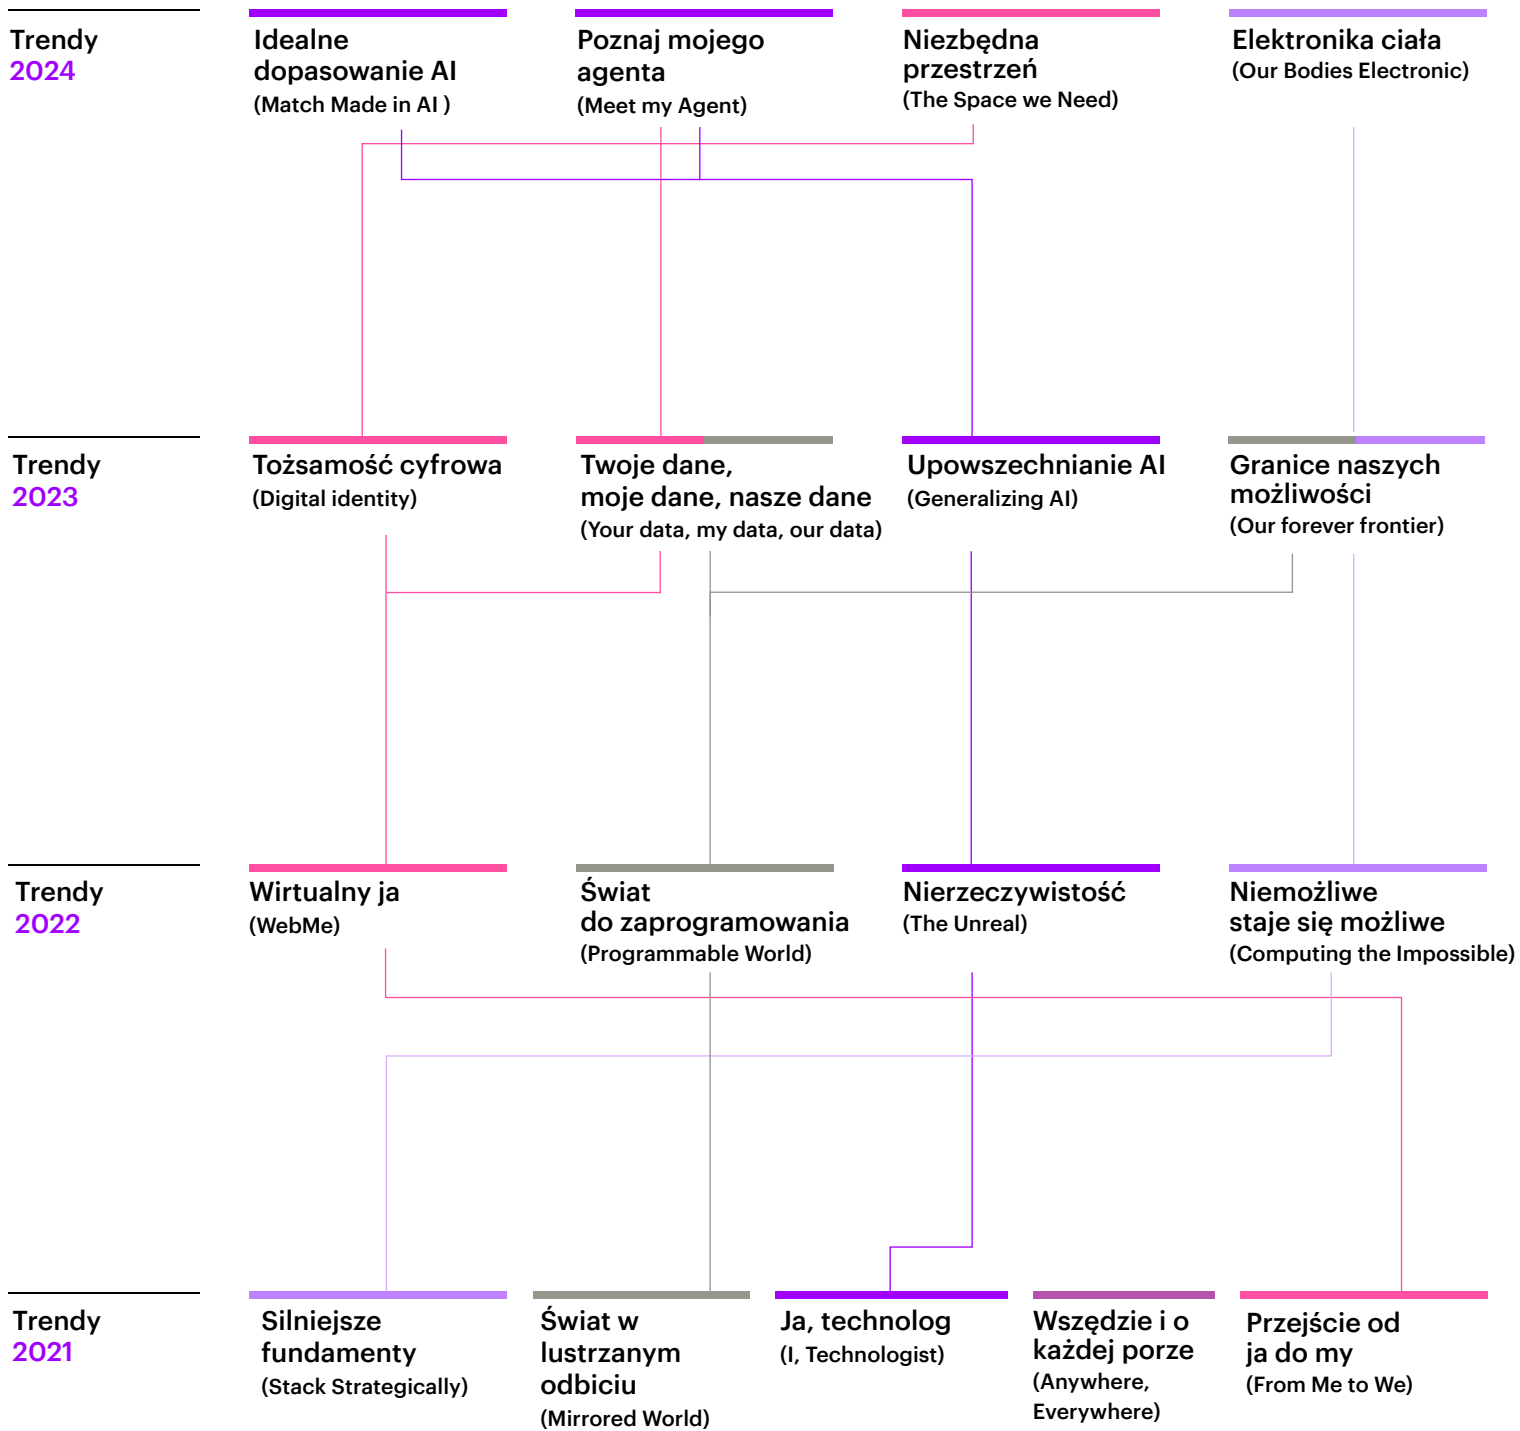 Trendy
2024
Idealne
dopasowanie AI
(Match Made in AI )
Poznaj mojego
agenta
(Meet my Agent)
Niezbędna
przestrzeń
(The Space we Need)
Elektronika ciała
(Our Bodies Electronic)
Trendy
2023
Tożsamość cyfrowa
(Digital identity)
Twoje dane,
moje dane, nasze dane
(Your data, my data, our data)
Upowszechnianie AI
(Generalizing AI)
Granice naszych
możliwości
(Our forever frontier)
Trendy
2022
Wirtualny ja
(WebMe)
Świat
do zaprogramowania
(Programmable World)
Nierzeczywistość
(The Unreal)
Niemożliwe
staje się możliwe
(Computing the Impossible)
Trendy
2021
Silniejsze
fundamenty
(Stack Strategically)
Świat w
lustrzanym
odbiciu
(Mirrored World)
Ja, technolog
(I, Technologist)
Wszędzie i o
każdej porze
(Anywhere,
Everywhere)
Przejście od
ja do my
(From Me to We)